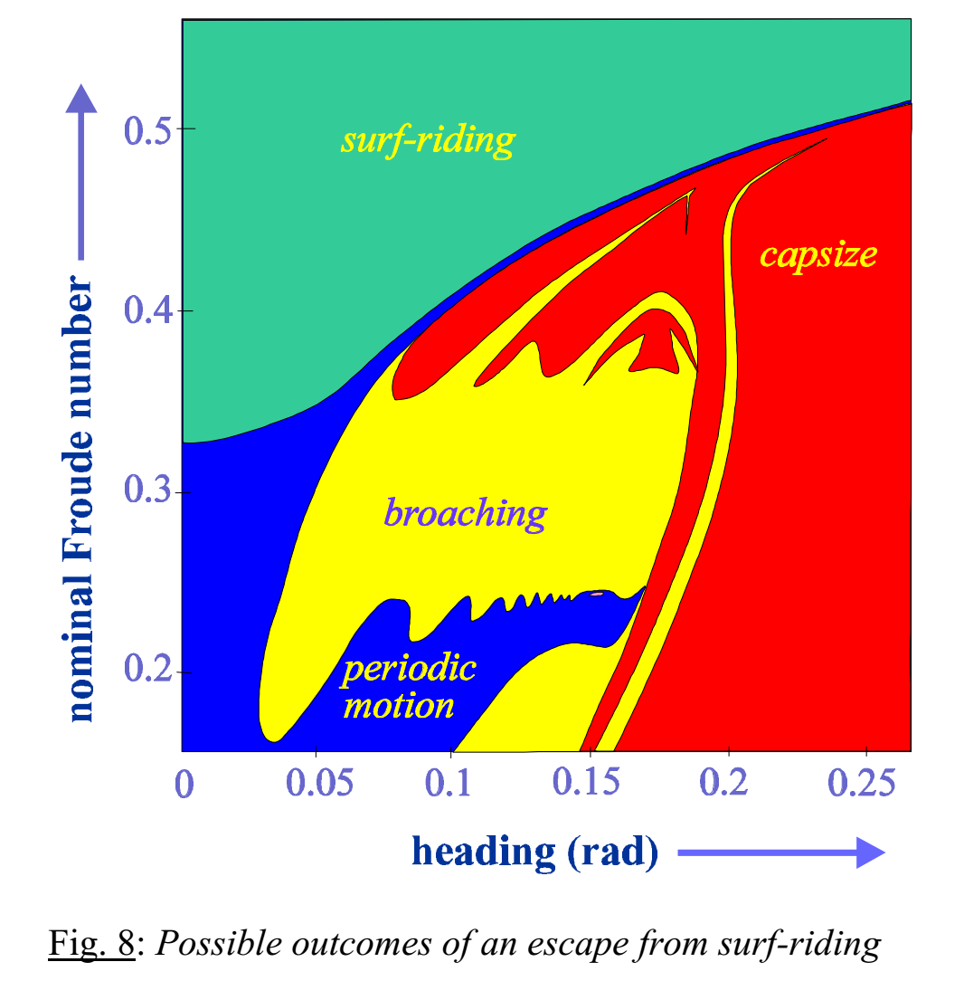 surf-riding
capsize
broaching
periodic
motion
nominal Froude number
0.5
0.4
0.3
0.2
0
0.05
0.1
0.15
0.2
0.25
heading (rad)
Fig. 8: Possible outcomes of an escape from surf-riding